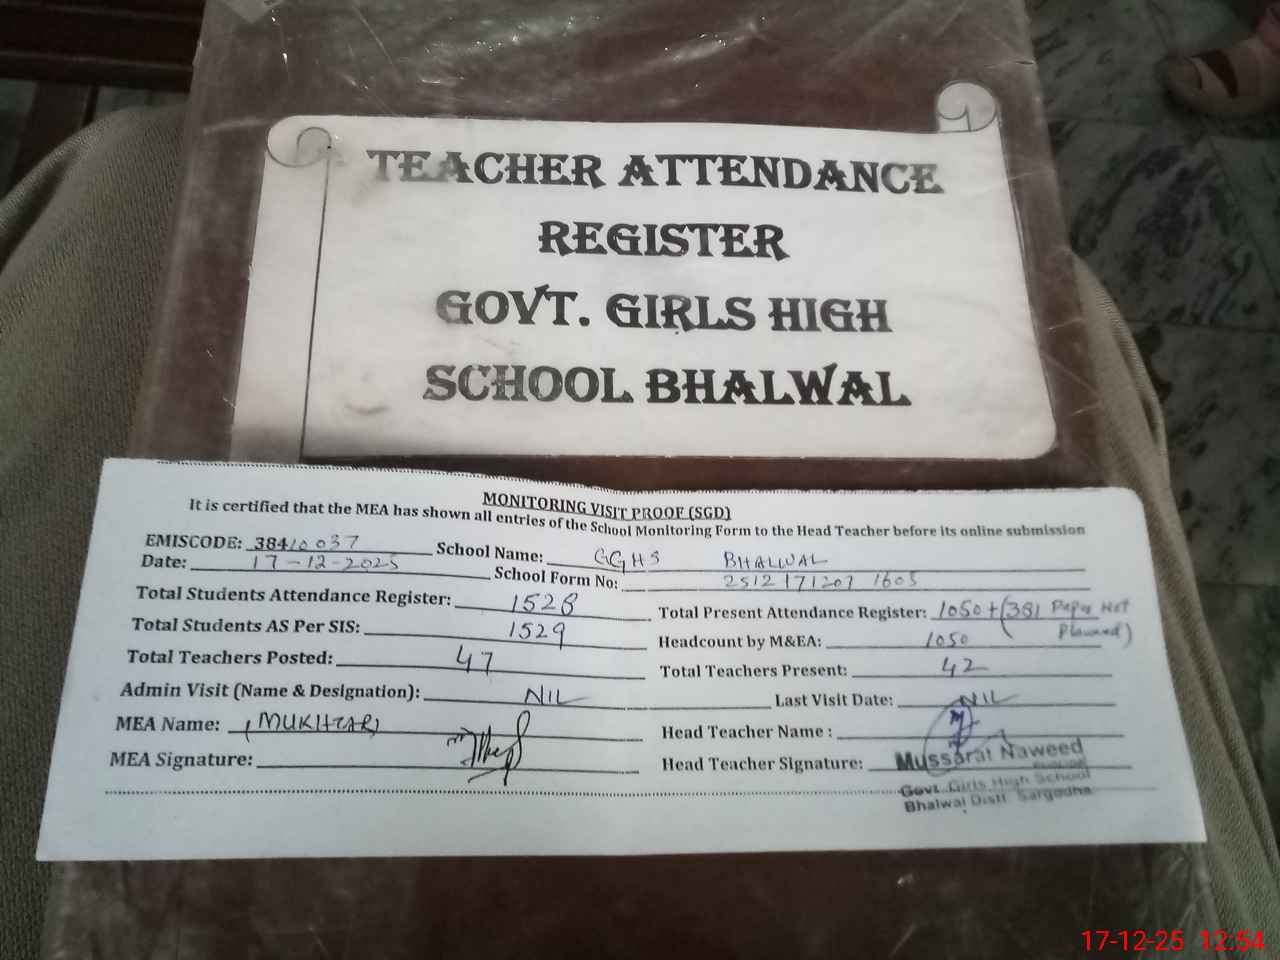 TEACHER ATTENDANCE
REGISTER
GOVT. GIRLS HIGH
SCHOOL BHALWAL
MONITORING VISIT PROOF (SGD)
It is certified that the MEA has shown all entries of the School Monitoring Form to the Head Teacher before its online submission
EMISCODE: 38410037 School Name: GGHS BHALWAL
Date: 17-12-2025 School Form No: 2512171207 1605
Total Students Attendance Register: 1528 Total Present Attendance Register: 1050+(381 Paper Not Planned)
Total Students AS Per SIS: 1529 Headcount by M&EA: 1050
Total Teachers Posted: 47 Total Teachers Present: 42
Admin Visit (Name & Designation): NIL Last Visit Date: NIL
MEA Name: (MUKHTAR) Head Teacher Name :
MEA Signature: Head Teacher Signature: Mussarat Naweed
Govt. Girls High School
Bhalwal Distt. Sargodha
17-12-25 12:54